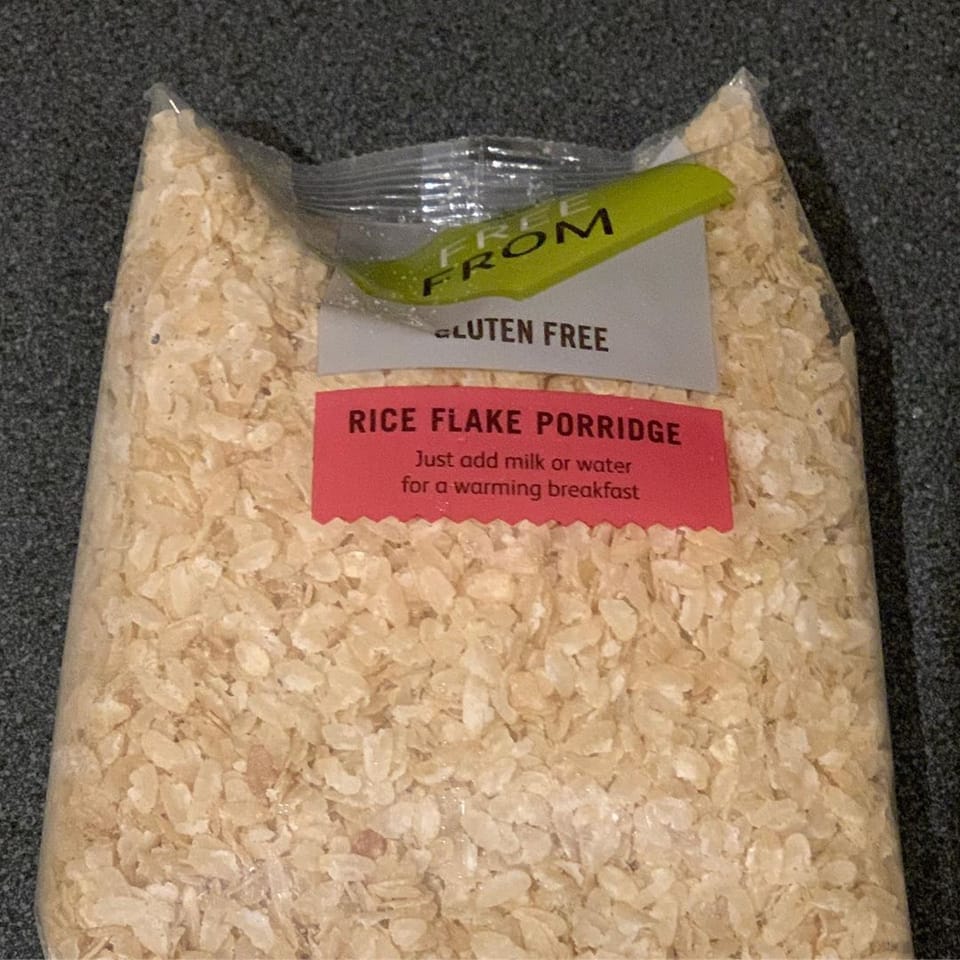 FREE
FROM
GLUTEN FREE
RICE FLAKE PORRIDGE
Just add milk or water
for a warming breakfast